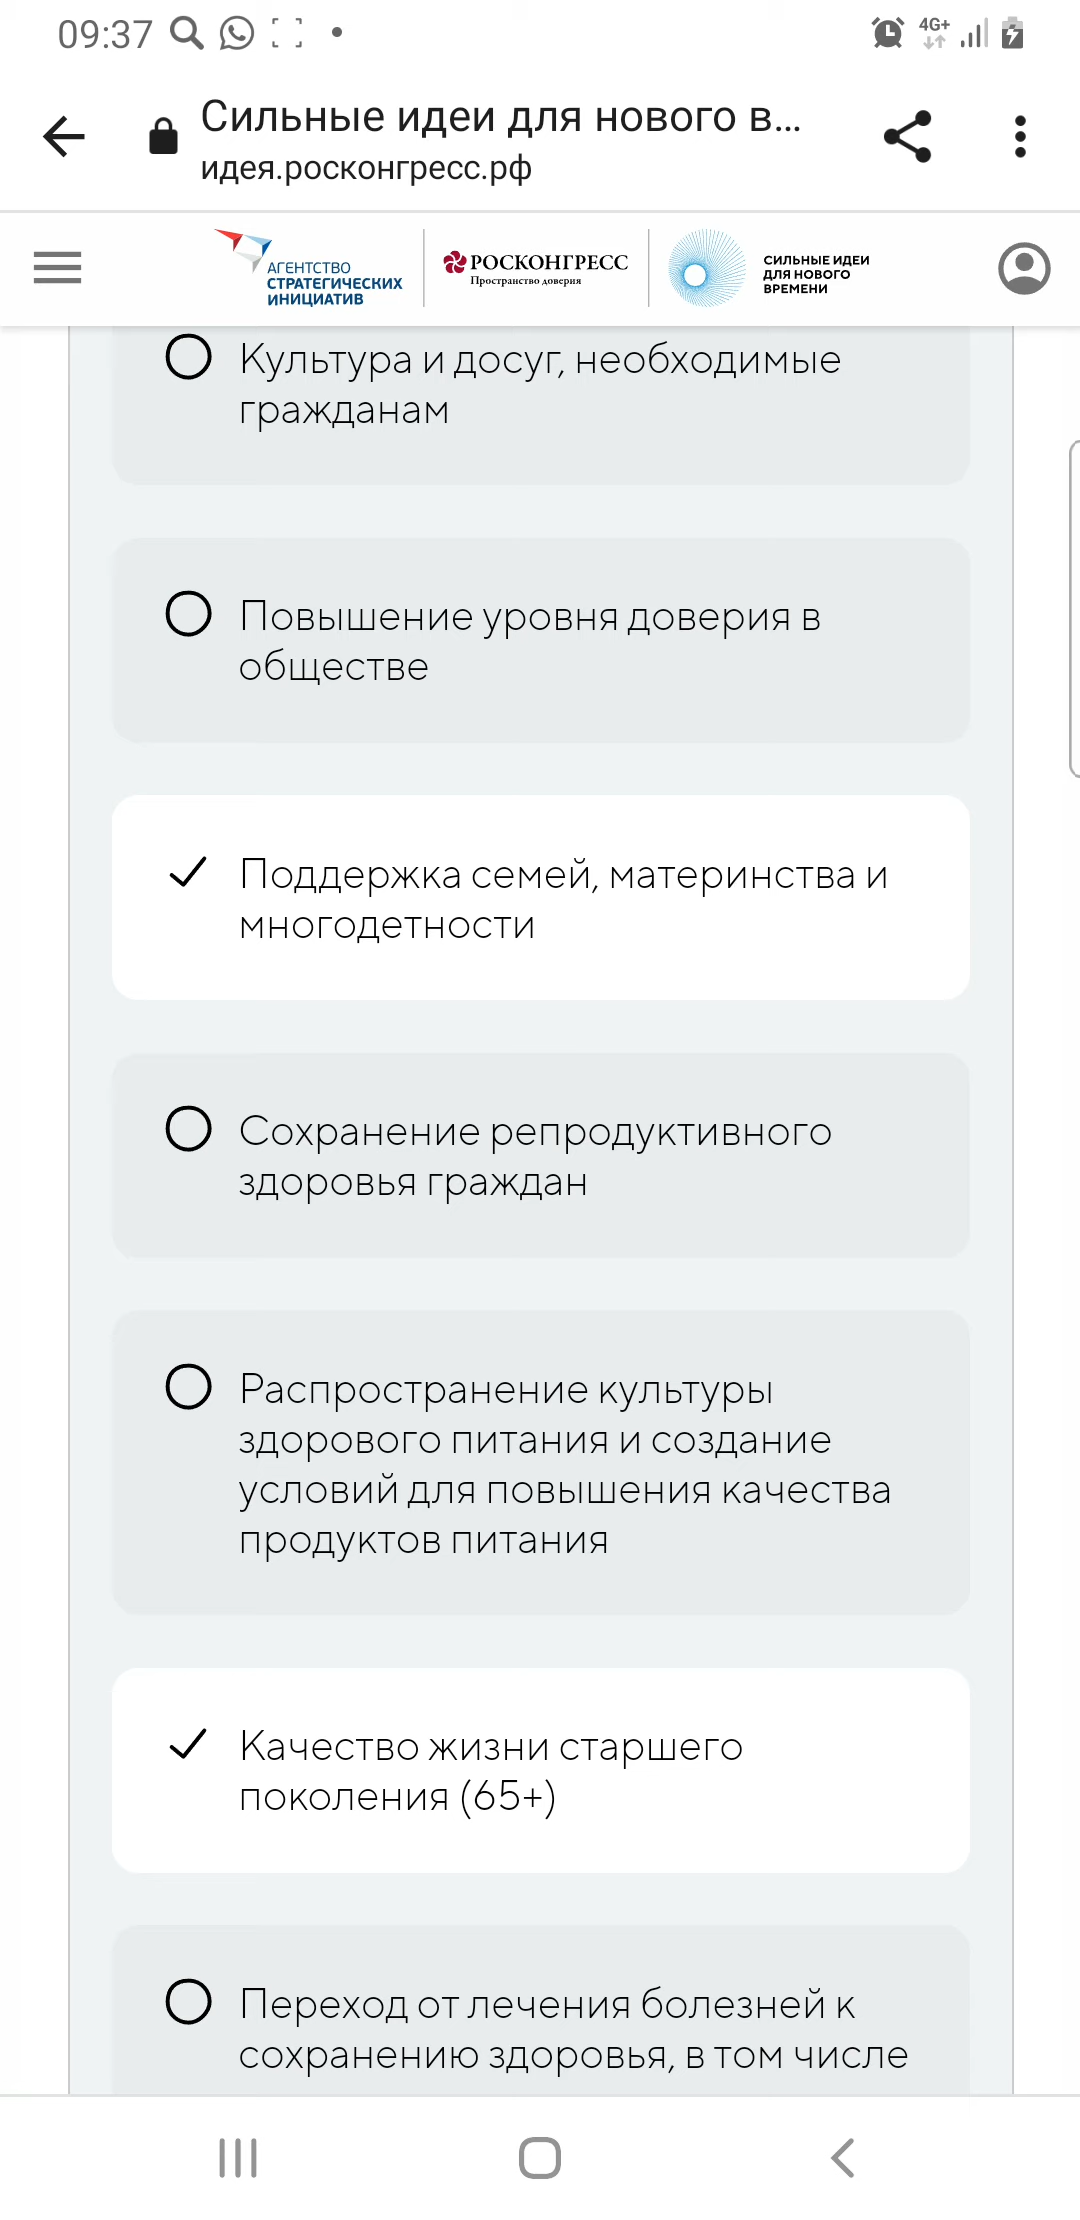 09:37
4G+
Сильные идеи для нового в...
идея.росконгресс.рф
АГЕНТСТВО
СТРАТЕГИЧЕСКИХ
ИНИЦИАТИВ
РОСКОНГРЕСС
Пространство доверия
СИЛЬНЫЕ ИДЕИ
ДЛЯ НОВОГО
ВРЕМЕНИ
Культура и досуг, необходимые
гражданам
Повышение уровня доверия в
обществе
Поддержка семей, материнства и
многодетности
Сохранение репродуктивного
здоровья граждан
Распространение культуры
здорового питания и создание
условий для повышения качества
продуктов питания
Качество жизни старшего
поколения (65+)
Переход от лечения болезней к
сохранению здоровья, в том числе